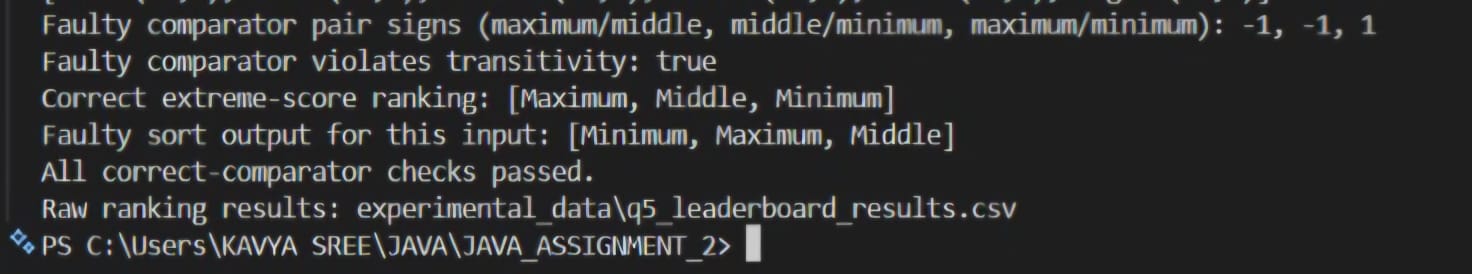 Faulty comparator pair signs (maximum/middle, middle/minimum, maximum/minimum): -1, -1, 1
Faulty comparator violates transitivity: true
Correct extreme-score ranking: [Maximum, Middle, Minimum]
Faulty sort output for this input: [Minimum, Maximum, Middle]
All correct-comparator checks passed.
Raw ranking results: experimental_data\q5_leaderboard_results.csv
PS C:\Users\KAVYA SREE\JAVA\JAVA_ASSIGNMENT_2>